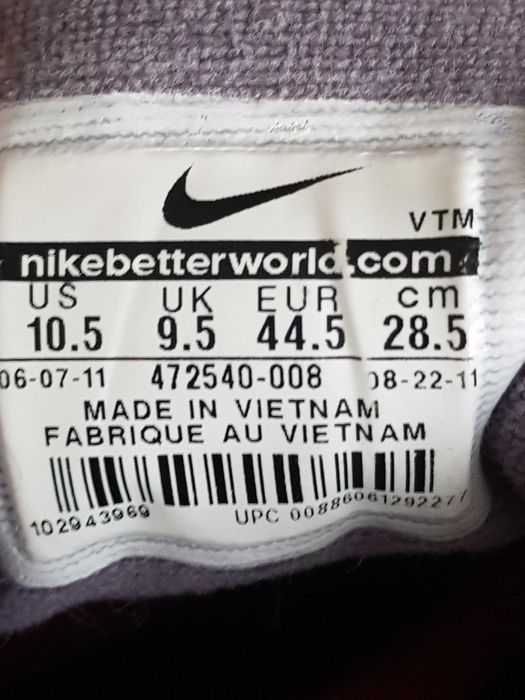 VTM
nikebetterworld.com
US UK EUR cm
10.5 9.5 44.5 28.5
06-07-11 472540-008 08-22-11
MADE IN VIETNAM
FABRIQUE AU VIETNAM
102943969 UPC 00886061292277